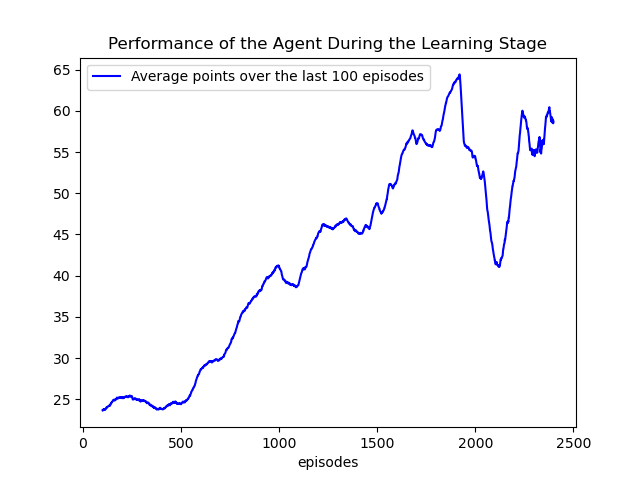 Performance of the Agent During the Learning Stage
Average points over the last 100 episodes
65
60
55
50
45
40
35
30
25
0 500 1000 1500 2000 2500
episodes